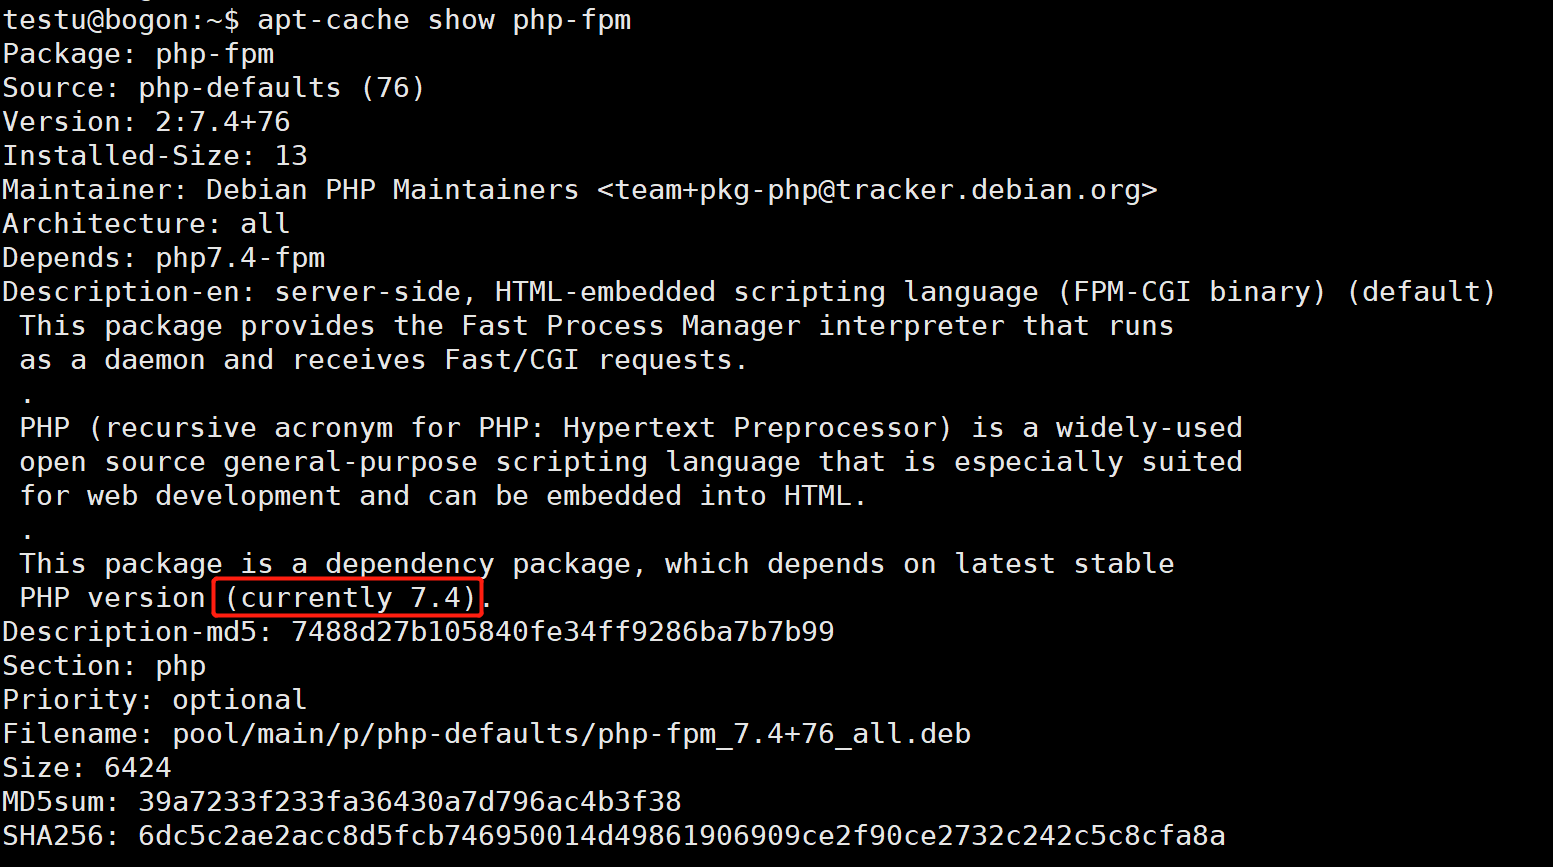 testu@bogon:~$ apt-cache show php-fpm
Package: php-fpm
Source: php-defaults (76)
Version: 2:7.4+76
Installed-Size: 13
Maintainer: Debian PHP Maintainers <team+pkg-php@tracker.debian.org>
Architecture: all
Depends: php7.4-fpm
Description-en: server-side, HTML-embedded scripting language (FPM-CGI binary) (default)
 This package provides the Fast Process Manager interpreter that runs
 as a daemon and receives Fast/CGI requests.
 .
 PHP (recursive acronym for PHP: Hypertext Preprocessor) is a widely-used
 open source general-purpose scripting language that is especially suited
 for web development and can be embedded into HTML.
 .
 This package is a dependency package, which depends on latest stable
 PHP version (currently 7.4).
Description-md5: 7488d27b105840fe34ff9286ba7b7b99
Section: php
Priority: optional
Filename: pool/main/p/php-defaults/php-fpm_7.4+76_all.deb
Size: 6424
MD5sum: 39a7233f233fa36430a7d796ac4b3f38
SHA256: 6dc5c2ae2acc8d5fcb746950014d49861906909ce2f90ce2732c242c5c8cfa8a